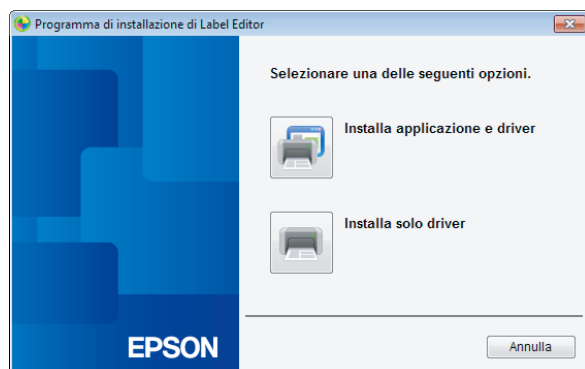 Programma di installazione di Label Editor
Selezionare una delle seguenti opzioni.
Installa applicazione e driver
Installa solo driver
EPSON
Annulla